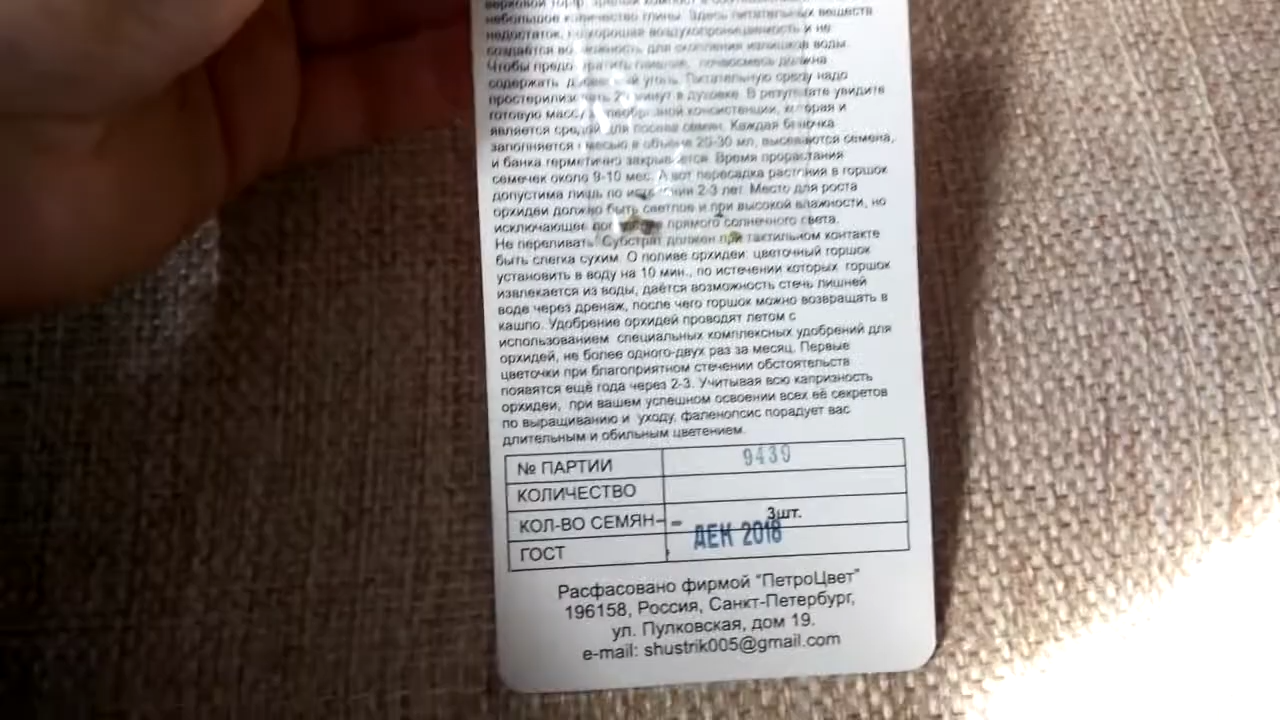 верховой торф, зрелый компост
небольшое количество глины. Здесь питательных веществ
недостаток, хорошая воздухопроницаемость и не
создаётся возможность для скопления излишков воды.
Чтобы предотвратить гниение, почвосмесь должна
содержать уголь. Питательную среду надо
простерилизовать минут в духовке. В результате увидите
готовую массу консистенции, которая и
является средой для посева семян. Каждая баночка
заполняется смесью в объёме 20-30 мл, высеваются семена,
и банка герметично закрывается. Время прорастания
семечек около 9-10 мес. А вот пересадка растения в горшок
допустима лишь по истечении 2-3 лет. Место для роста
орхидеи должно быть светлое и при высокой влажности, но
исключающее прямого солнечного света.
Не переливать. Субстрат должен при тактильном контакте
быть слегка сухим. О поливе орхидеи: цветочный горшок
установить в воду на 10 мин., по истечении которых горшок
извлекается из воды, даётся возможность стечь лишней
воде через дренаж, после чего горшок можно возвращать в
кашпо. Удобрение орхидей проводят летом с
использованием специальных комплексных удобрений для
орхидей, не более одного-двух раз за месяц. Первые
цветочки при благоприятном стечении обстоятельств
появятся ещё года через 2-3. Учитывая всю капризность
орхидеи, при вашем успешном освоении всех её секретов
по выращиванию и уходу, фаленопсис порадует вас
длительным и обильным цветением.
№ ПАРТИИ 9439
КОЛИЧЕСТВО
КОЛ-ВО СЕМЯН- - 3шт.
ГОСТ ДЕК 2018
Расфасовано фирмой "ПетроЦвет"
196158, Россия, Санкт-Петербург,
ул. Пулковская, дом 19.
e-mail: shustrik005@gmail.com